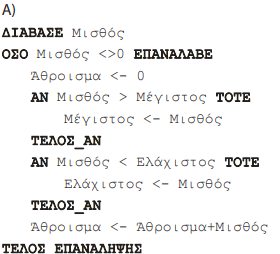 Α)
ΔΙΑΒΑΣΕ Μισθός
ΟΣΟ Μισθός <>0 ΕΠΑΝΑΛΑΒΕ
Άθροισμα <- 0
ΑΝ Μισθός > Μέγιστος ΤΟΤΕ
Μέγιστος <- Μισθός
ΤΕΛΟΣ_ΑΝ
ΑΝ Μισθός < Ελάχιστος ΤΟΤΕ
Ελάχιστος <- Μισθός
ΤΕΛΟΣ_ΑΝ
Άθροισμα <- Άθροισμα+Μισθός
ΤΕΛΟΣ ΕΠΑΝΑΛΗΨΗΣ